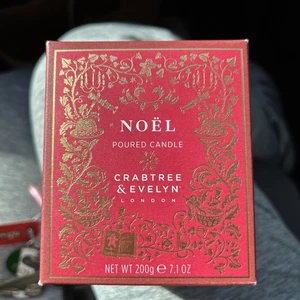 NOËL
POURED CANDLE
CRABTREE
& EVELYN®
LONDON
NET WT 200g ℮ 7.1 OZ